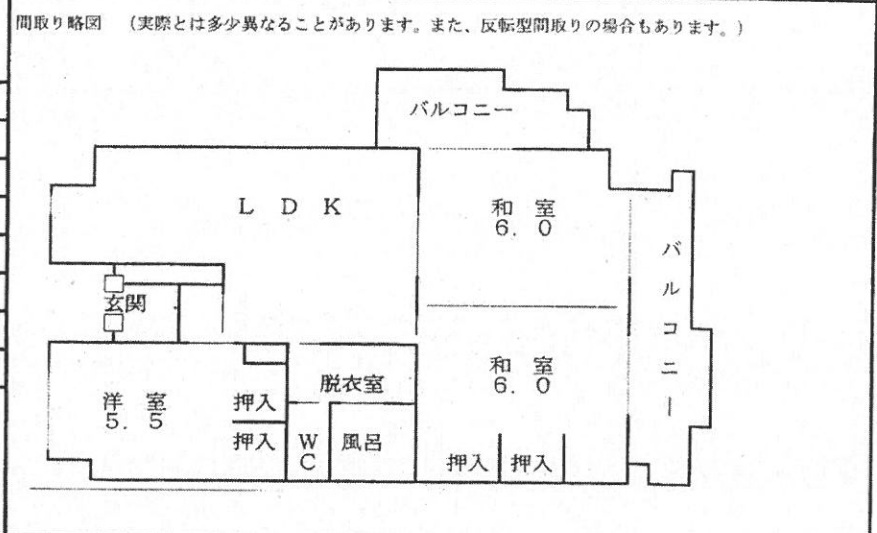 間取り略図 (実際とは多少異なることがあります。また、反転型間取りの場合もあります。)
バルコニー
LDK
和室
6.0
バルコニー
玄関
和室
6.0
脱衣室
洋室
5.5
押入
押入
WC
風呂
押入
押入